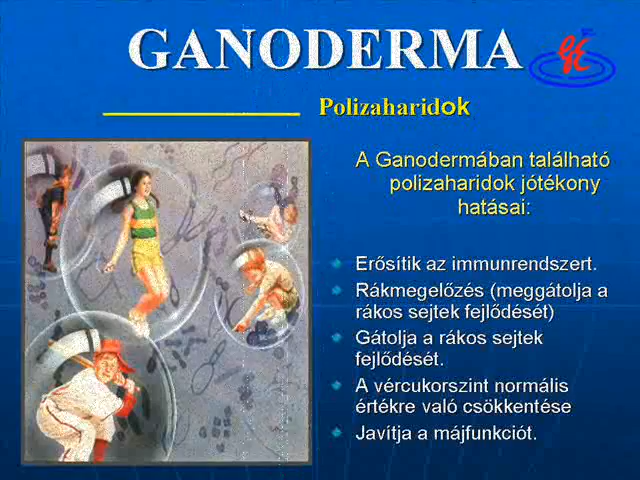 GANODERMA
Polizaharidok
A Ganodermában található
polizaharidok jótékony
hatásai:
Erősítik az immunrendszert.
Rákmegelőzés (meggátolja a
rákos sejtek fejlődését)
Gátolja a rákos sejtek
fejlődését.
A vércukorszint normális
értékre való csökkentése
Javítja a májfunkciót.